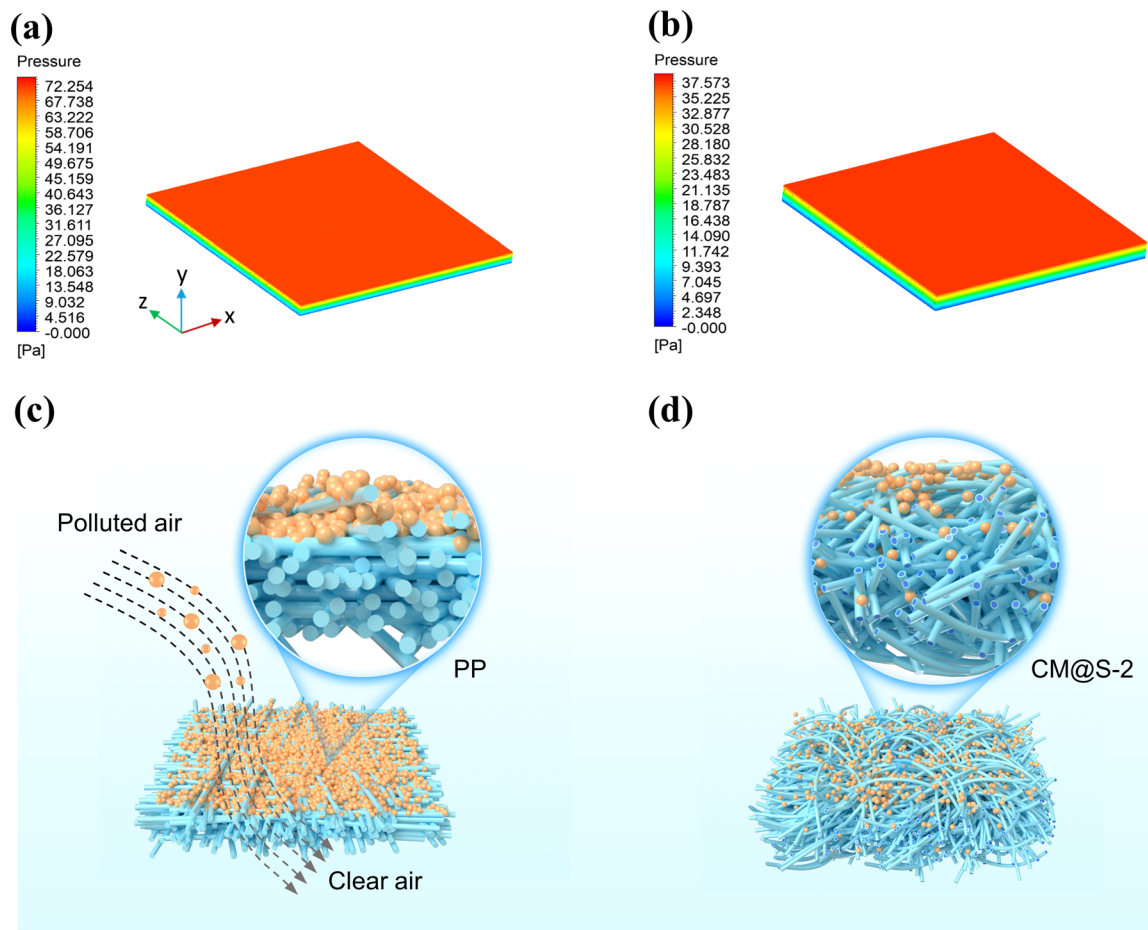 (a)
Pressure
72.254
67.738
63.222
58.706
54.191
49.675
45.159
40.643
36.127
31.611
27.095
22.579
18.063
13.548
9.032
4.516
-0.000
[Pa]
y
z
x
(b)
Pressure
37.573
35.225
32.877
30.528
28.180
25.832
23.483
21.135
18.787
16.438
14.090
11.742
9.393
7.045
4.697
2.348
-0.000
[Pa]
(c)
Polluted air
PP
Clear air
(d)
CM@S-2